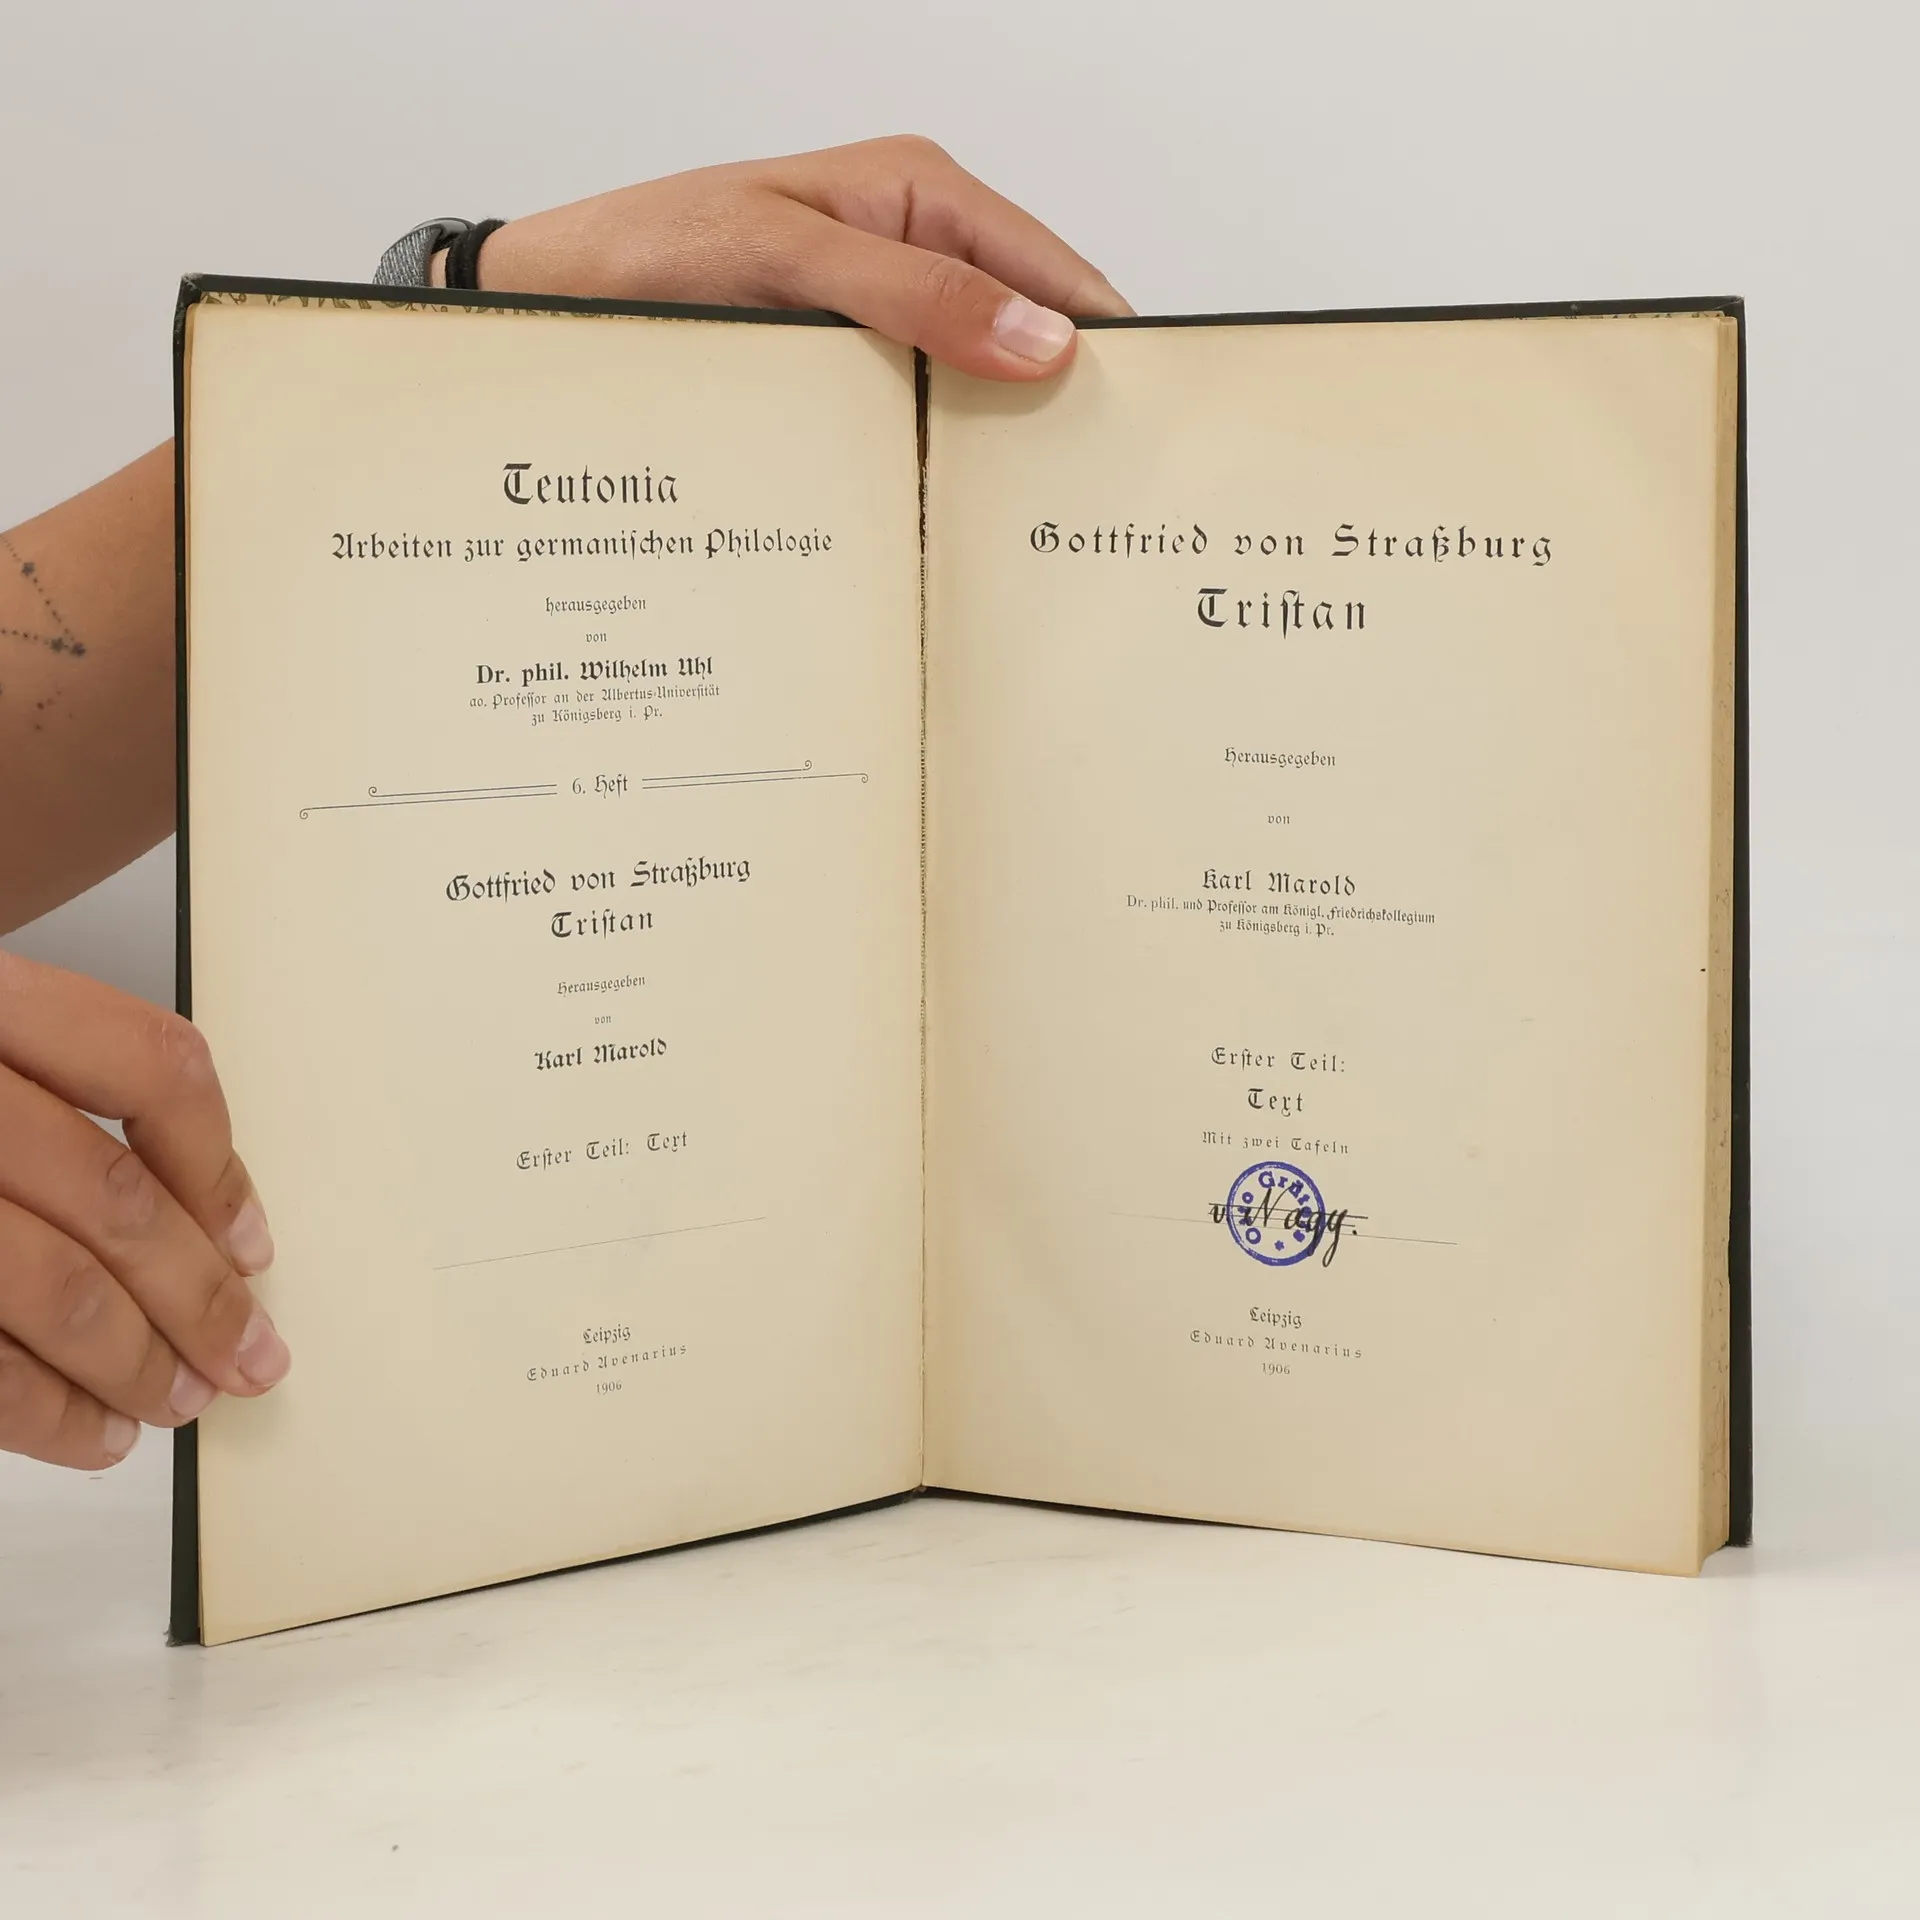 Teutonia
Arbeiten zur germaniſchen Philologie
herausgegeben
von
Dr. phil. Wilhelm Uhl
ao. Profeſſor an der Albertus-Univerſität
zu Königsberg i. Pr.
6. Heft
Gottfried von Straßburg
Triſtan
Herausgegeben
von
Karl Marold
Erſter Teil: Text
Leipzig
Eduard Avenarius
1906
Gottfried von Straßburg
Triſtan
Herausgegeben
von
Karl Marold
Dr. phil. und Profeſſor am Königl. Friedrichskollegium
zu Königsberg i. Pr.
Erſter Teil:
Text
Mit zwei Tafeln
Otto
v. Nagy.
Leipzig
Eduard Avenarius
1906